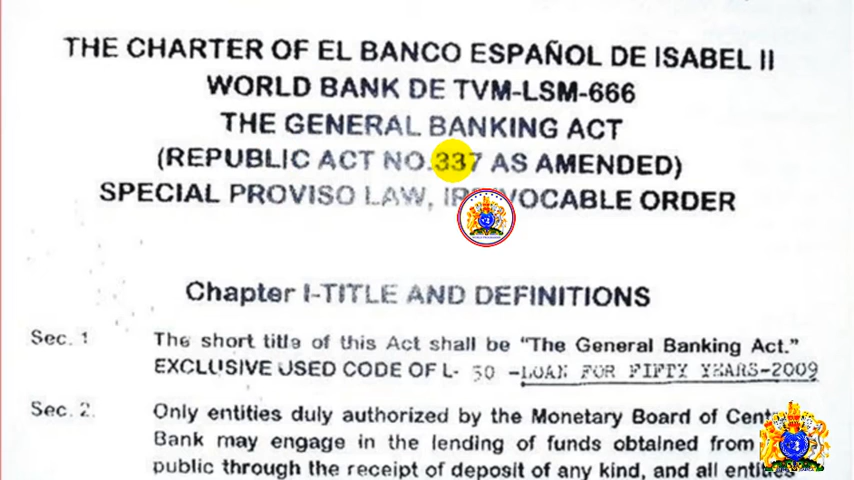 THE CHARTER OF EL BANCO ESPAÑOL DE ISABEL II
WORLD BANK DE TVM-LSM-666
THE GENERAL BANKING ACT
(REPUBLIC ACT NO.337 AS AMENDED)
SPECIAL PROVISO LAW, VOCABLE ORDER
Chapter I-TITLE AND DEFINITIONS
Sec. 1 The short title of this Act shall be "The General Banking Act."
EXCLUSIVE USED CODE OF L- 50 -LOAN FOR FIFTY YEARS-2009
Sec. 2. Only entities duly authorized by the Monetary Board of Cent
Bank may engage in the lending of funds obtained from
public through the receipt of deposit of any kind, and all entities